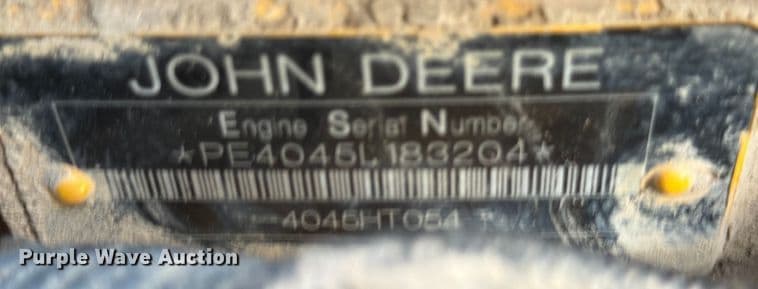 JOHN DEERE
Engine Serial Number
*PE4045L183204*
4045HT054
Purple Wave Auction